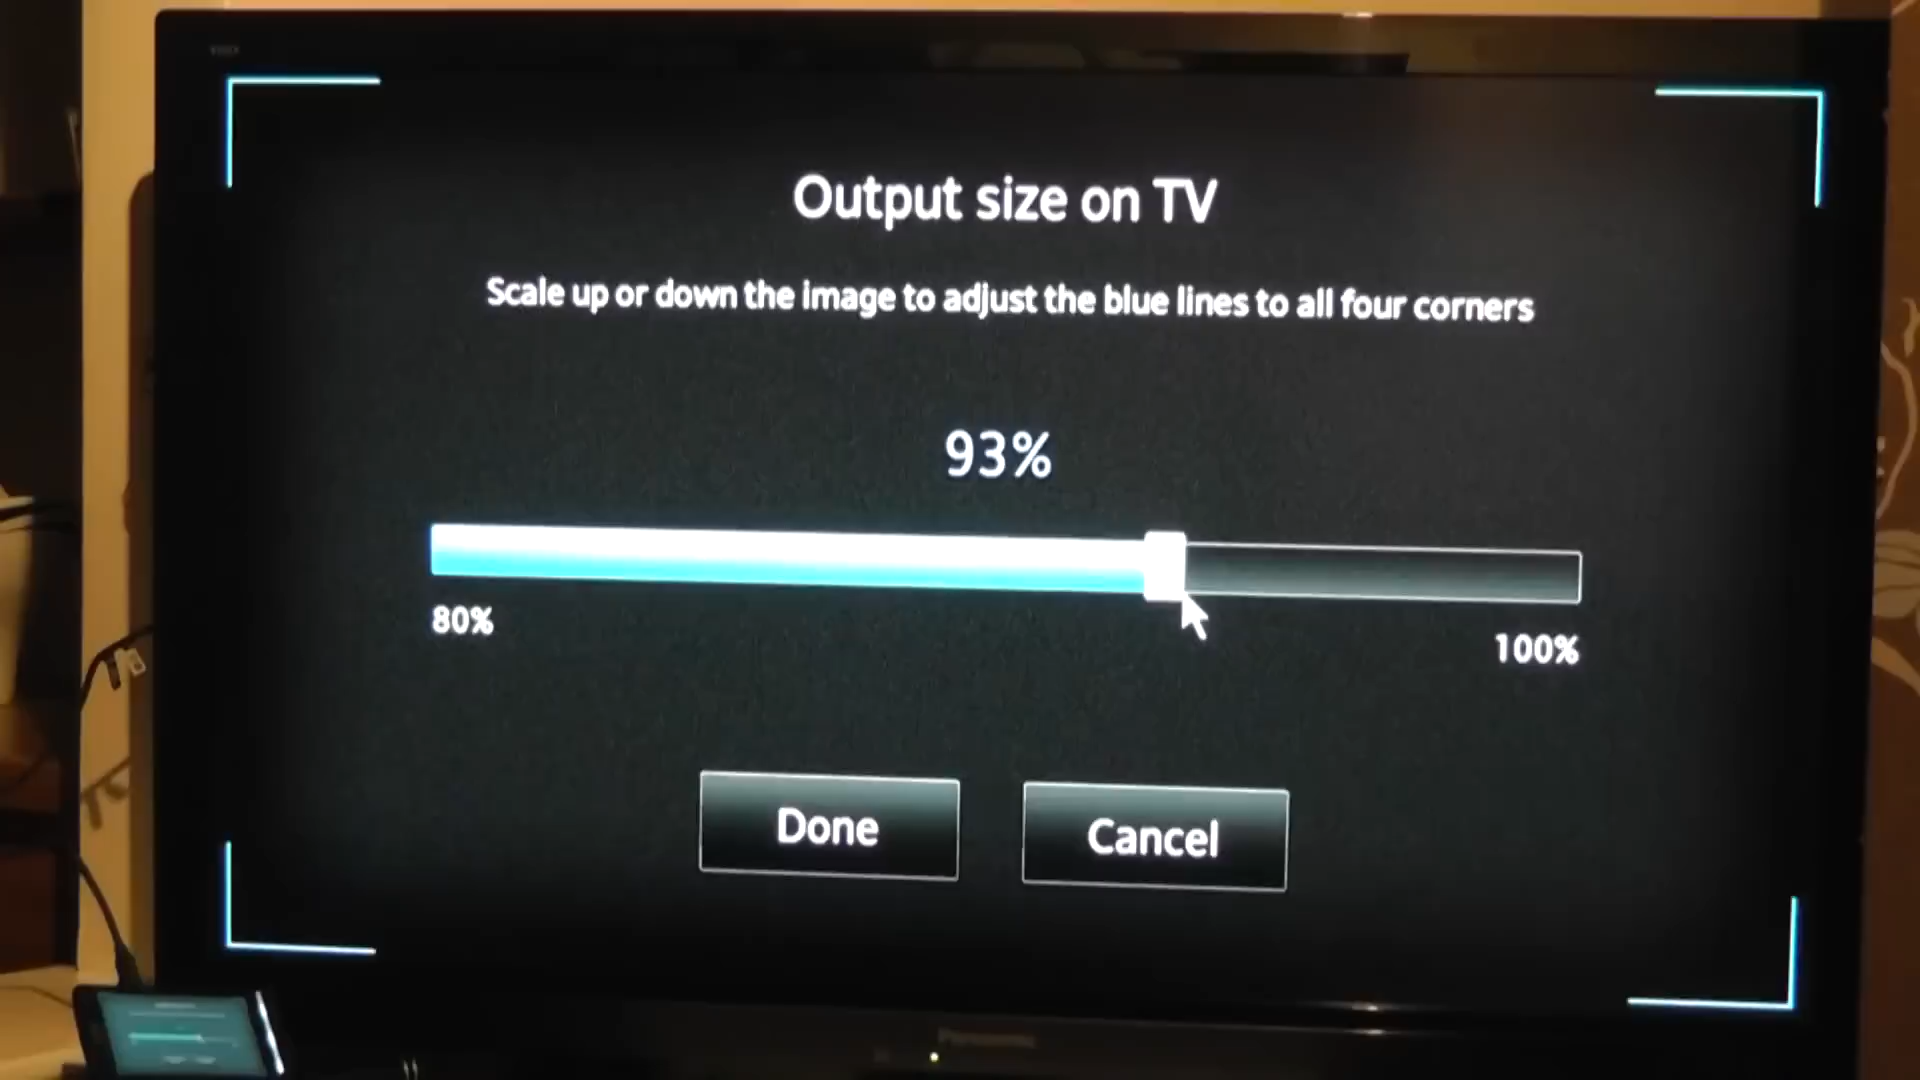 Output size on TV
Scale up or down the image to adjust the blue lines to all four corners
93%
80%
100%
Done
Cancel
Panasonic